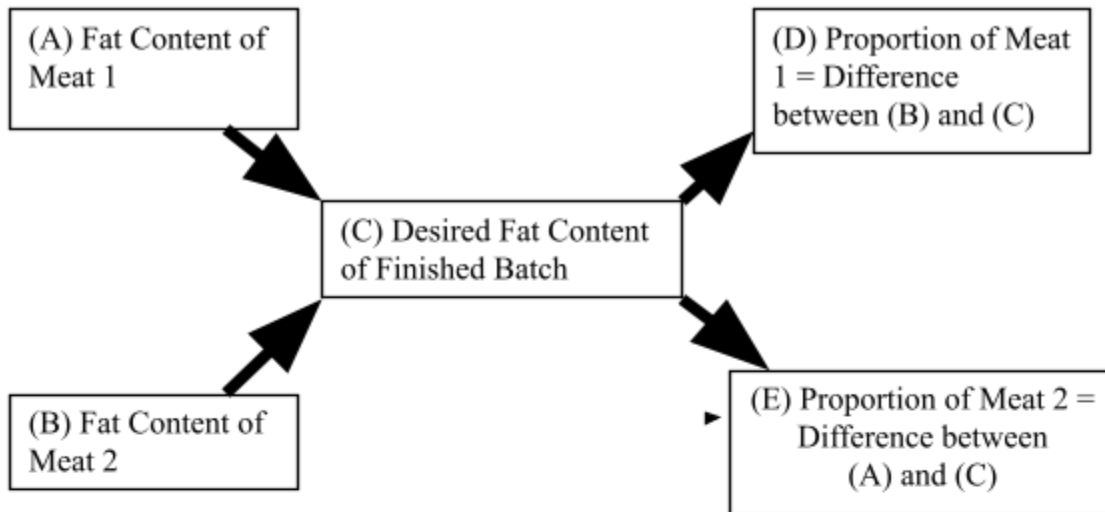 (A) Fat Content of
Meat 1
(D) Proportion of Meat
1 = Difference
between (B) and (C)
(C) Desired Fat Content
of Finished Batch
(B) Fat Content of
Meat 2
(E) Proportion of Meat 2 =
Difference between
(A) and (C)